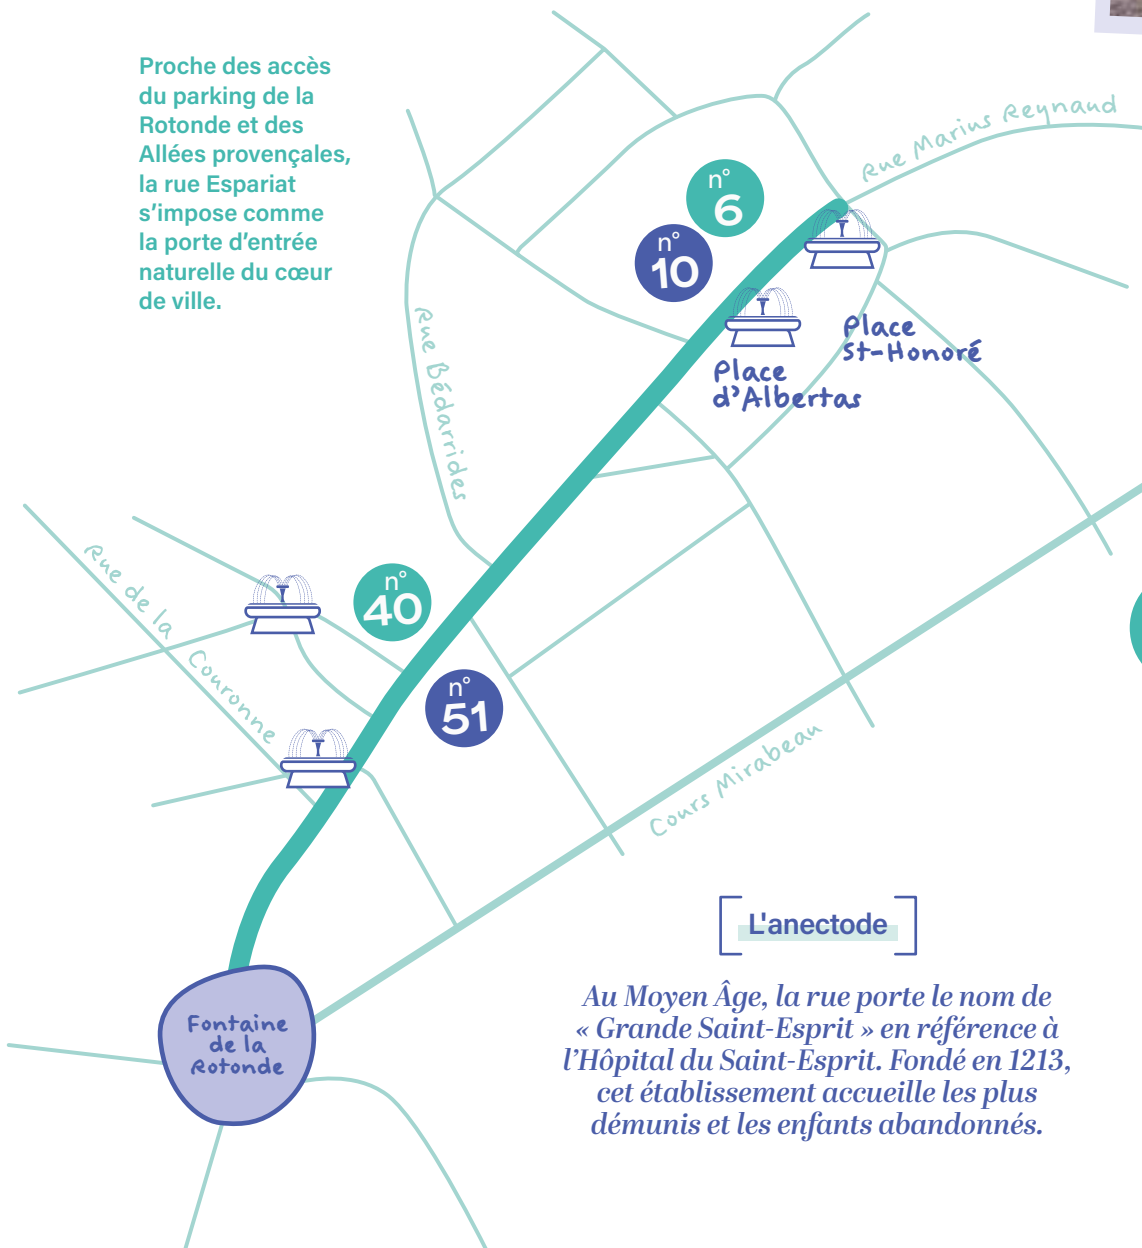 Proche des accès
du parking de la
Rotonde et des
Allées provençales,
la rue Espariat
s’impose comme
la porte d’entrée
naturelle du cœur
de ville.
Rue Marius Reynaud
n°
6
n°
10
Place
St-Honoré
Place
d’Albertas
Rue Bédarrides
Rue de la Couronne
n°
40
n°
51
Cours Mirabeau
Fontaine
de la
Rotonde
L'anectode
Au Moyen Âge, la rue porte le nom de
« Grande Saint-Esprit » en référence à
l’Hôpital du Saint-Esprit. Fondé en 1213,
cet établissement accueille les plus
démunis et les enfants abandonnés.